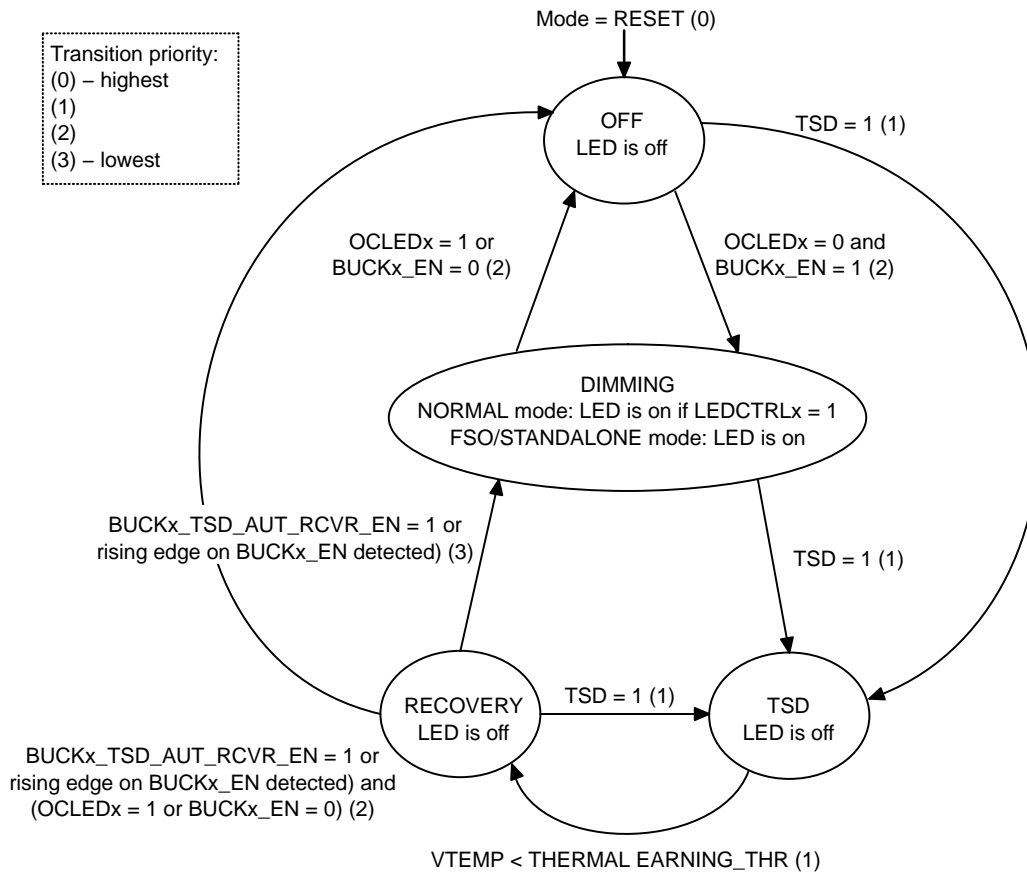 Mode = RESET (0)
Transition priority:
(0) – highest
(1)
(2)
(3) – lowest
OFF
LED is off
TSD = 1 (1)
OCLEDx = 1 or
BUCKx_EN = 0 (2)
OCLEDx = 0 and
BUCKx_EN = 1 (2)
DIMMING
NORMAL mode: LED is on if LEDCTRLx = 1
FSO/STANDALONE mode: LED is on
BUCKx_TSD_AUT_RCVR_EN = 1 or
rising edge on BUCKx_EN detected) (3)
TSD = 1 (1)
RECOVERY
LED is off
TSD = 1 (1)
TSD
LED is off
BUCKx_TSD_AUT_RCVR_EN = 1 or
rising edge on BUCKx_EN detected) and
(OCLEDx = 1 or BUCKx_EN = 0) (2)
VTEMP < THERMAL EARNING_THR (1)